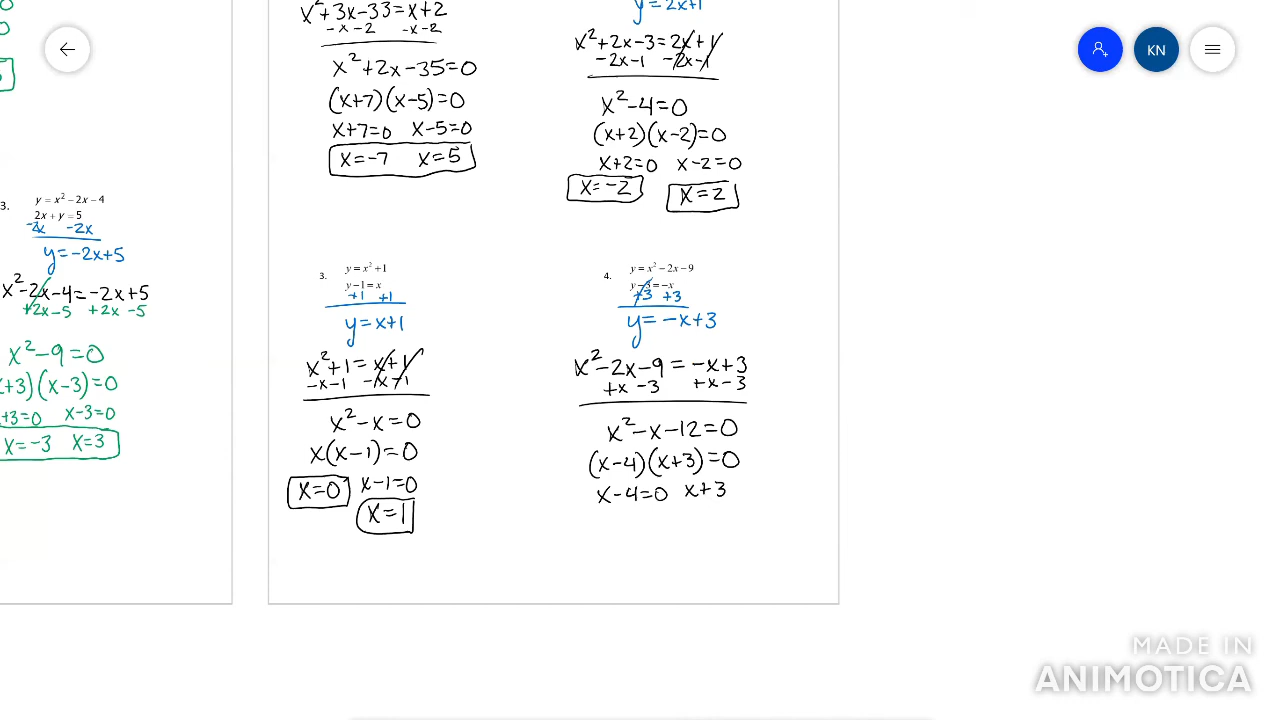 x²+3x-33=x+2
-x-2 -x-2
x²+2x-35=0
(x+7)(x-5)=0
x+7=0 x-5=0
x=-7 x=5
y=2x+1
x²+2x-3=2x+1
-2x-1 -2x-1
x²-4=0
(x+2)(x-2)=0
x+2=0 x-2=0
x=-2 x=2
KN
3. y = x² - 2x - 4
2x + y = 5
-2x -2x
y=-2x+5
x²-2x-4=-2x+5
+2x-5 +2x-5
x²-9=0
x+3)(x-3)=0
+3=0 x-3=0
x=-3 x=3
3. y = x² + 1
y - 1 = x
+1 +1
y=x+1
x²+1=x+1
-x-1 -x-1
x²-x=0
x(x-1)=0
x=0 x-1=0
x=1
4. y = x² - 2x - 9
y - 3 = -x
+3 +3
y=-x+3
x²-2x-9=-x+3
+x-3 +x-3
x²-x-12=0
(x-4)(x+3)=0
x-4=0 x+3
MADE IN
ANIMOTICA